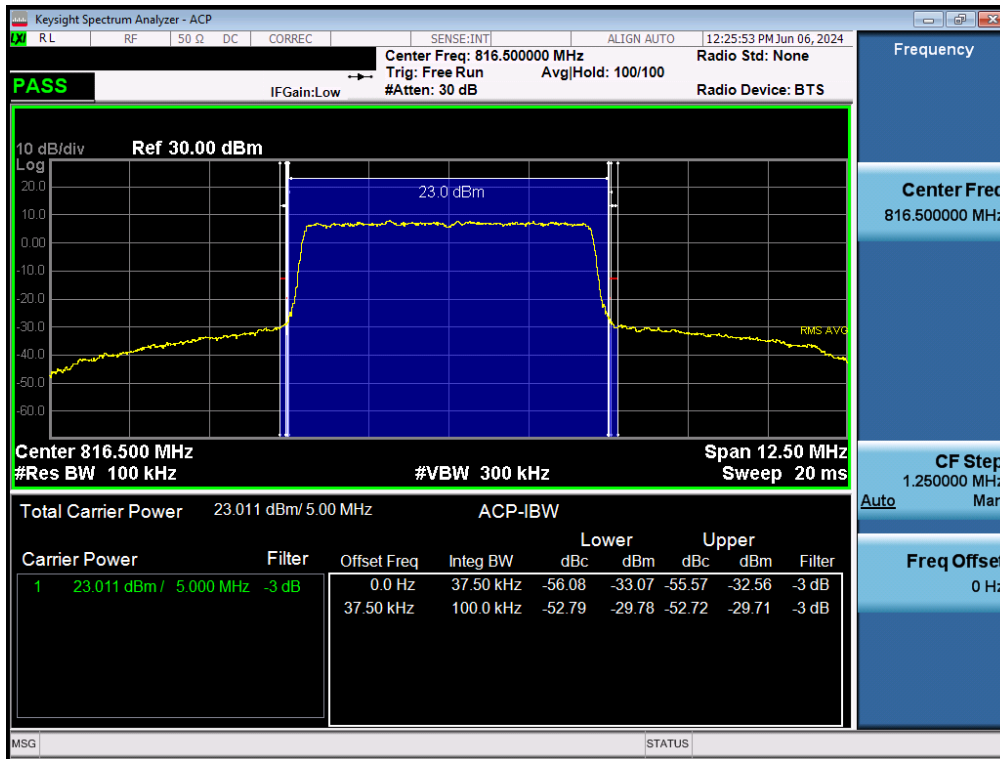 Keysight Spectrum Analyzer - ACP
LXI RL RF 50 Ω DC CORREC SENSE:INT ALIGN AUTO 12:25:53 PM Jun 06, 2024
Center Freq: 816.500000 MHz Radio Std: None
Trig: Free Run Avg|Hold: 100/100
PASS IFGain:Low #Atten: 30 dB Radio Device: BTS
10 dB/div Ref 30.00 dBm
Log
20.0
23.0 dBm
10.0
0.00
-10.0
-20.0
-30.0
RMS AVG
-40.0
-50.0
-60.0
Center 816.500 MHz Span 12.50 MHz
#Res BW 100 kHz #VBW 300 kHz Sweep 20 ms
Total Carrier Power 23.011 dBm/ 5.00 MHz ACP-IBW
Lower Upper
Carrier Power Filter Offset Freq Integ BW dBc dBm dBc dBm Filter
1 23.011 dBm / 5.000 MHz -3 dB 0.0 Hz 37.50 kHz -56.08 -33.07 -55.57 -32.56 -3 dB
37.50 kHz 100.0 kHz -52.79 -29.78 -52.72 -29.71 -3 dB
MSG STATUS
Frequency
Center Freq
816.500000 MHz
CF Step
1.250000 MHz
Auto Man
Freq Offset
0 Hz